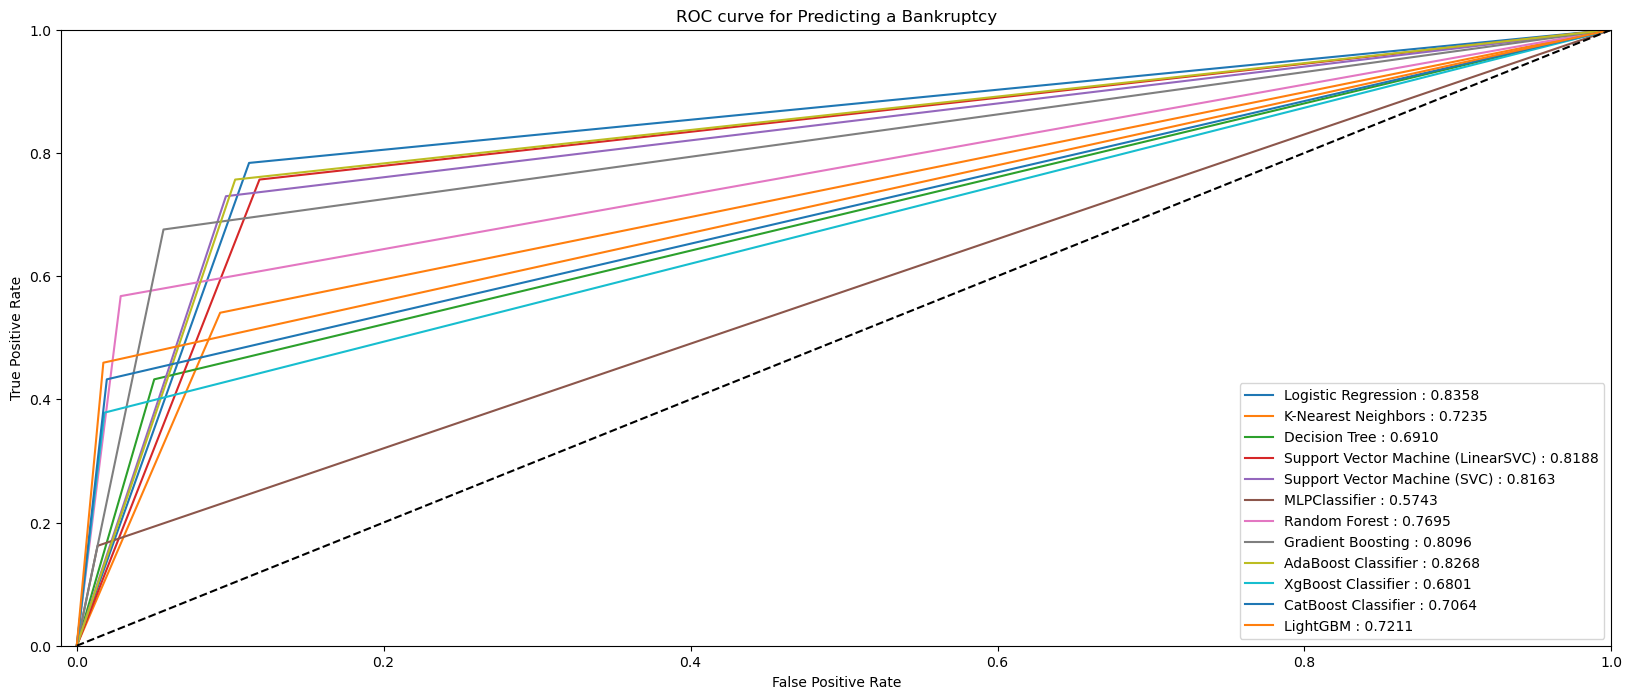 ROC curve for Predicting a Bankruptcy
1.0
0.8
0.6
0.4
0.2
0.0
True Positive Rate
Logistic Regression : 0.8358
K-Nearest Neighbors : 0.7235
Decision Tree : 0.6910
Support Vector Machine (LinearSVC) : 0.8188
Support Vector Machine (SVC) : 0.8163
MLPClassifier : 0.5743
Random Forest : 0.7695
Gradient Boosting : 0.8096
AdaBoost Classifier : 0.8268
XgBoost Classifier : 0.6801
CatBoost Classifier : 0.7064
LightGBM : 0.7211
0.0 0.2 0.4 0.6 0.8 1.0
False Positive Rate